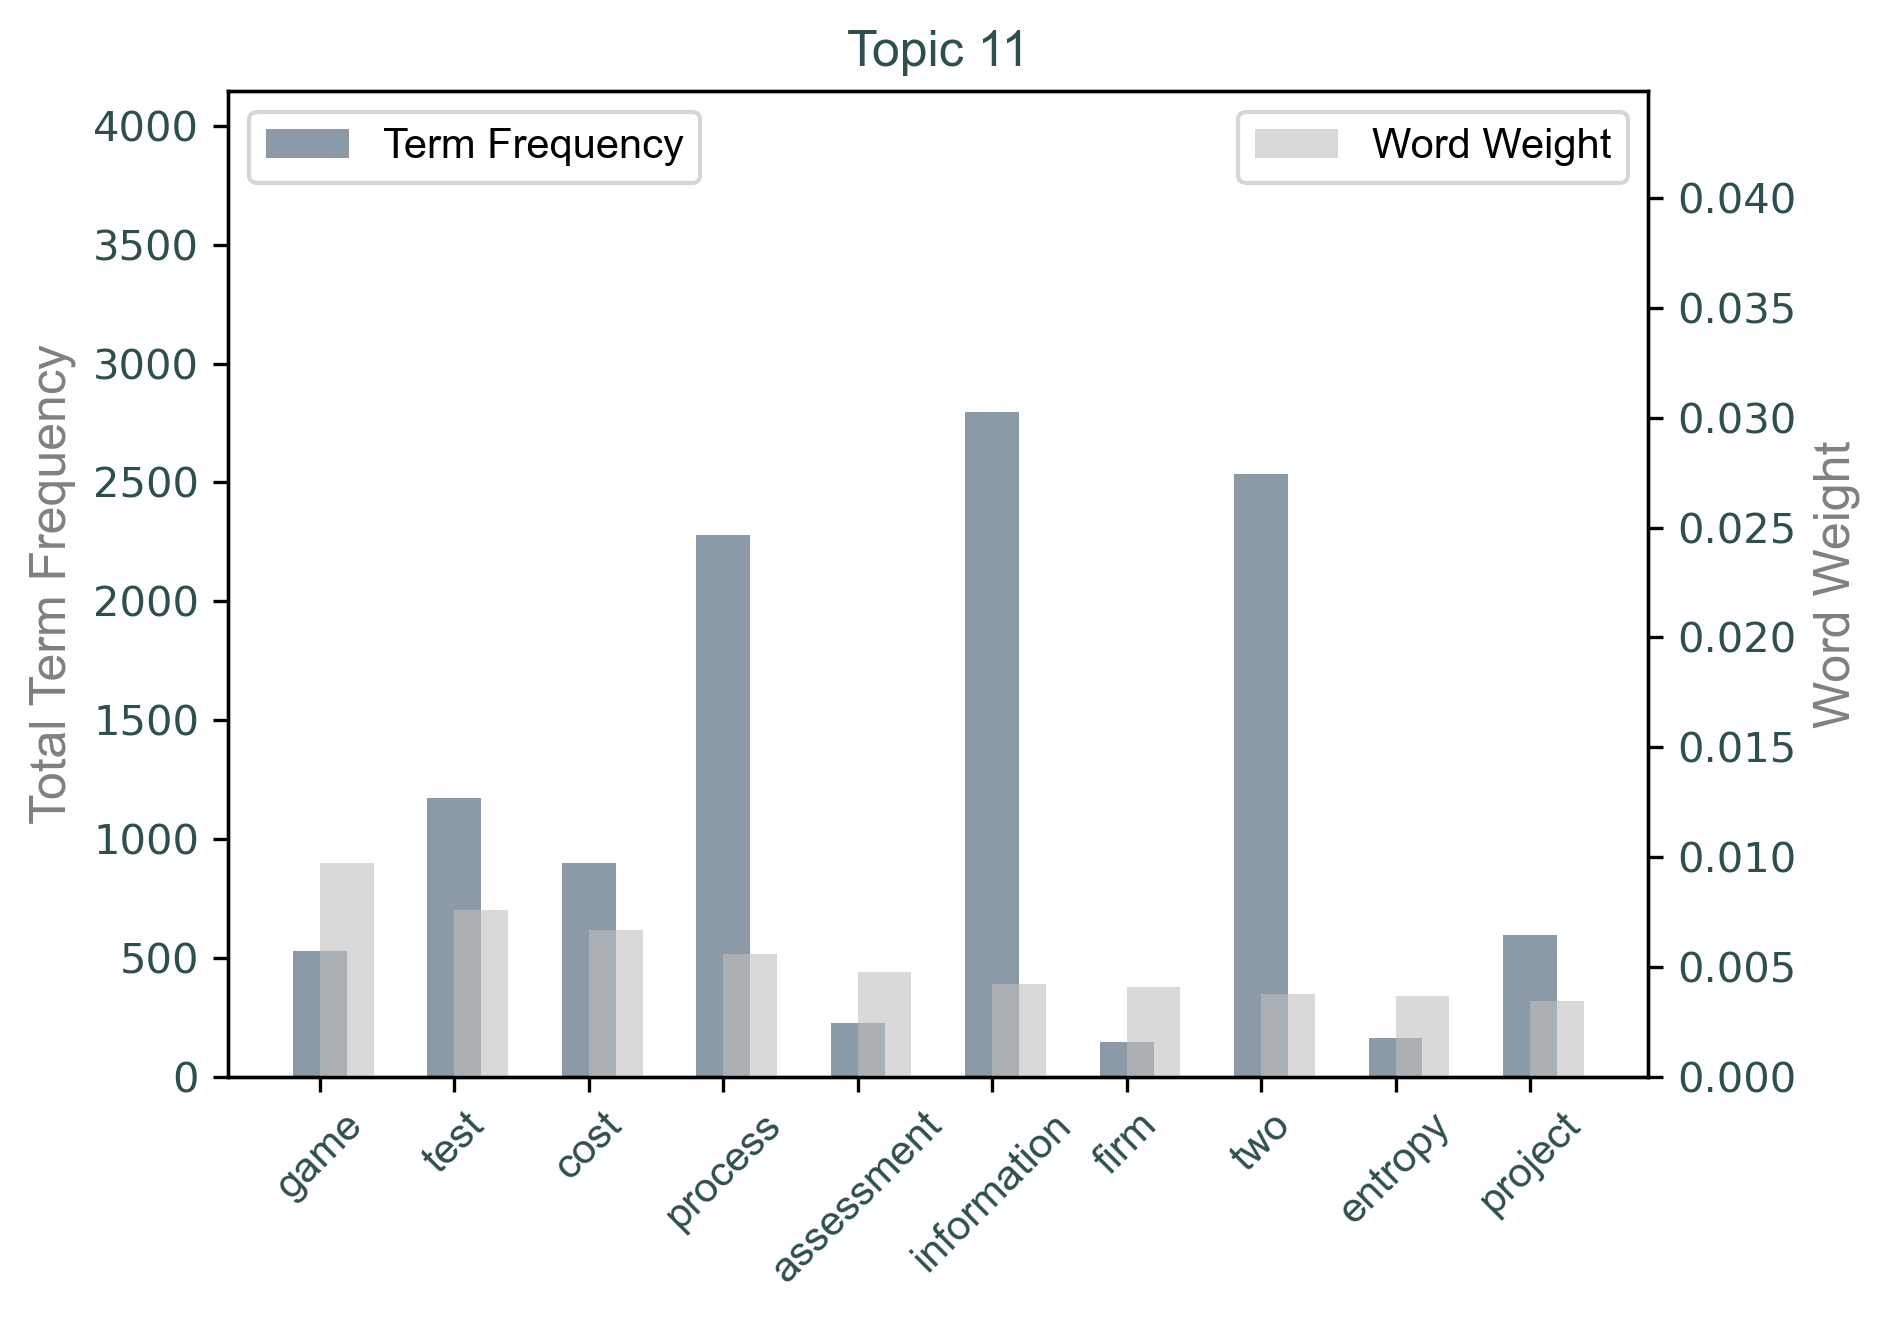 Topic 11
Term Frequency
Word Weight
Total Term Frequency
4000
3500
3000
2500
2000
1500
1000
500
0
0.040
0.035
0.030
0.025
0.020
0.015
0.010
0.005
0.000
Word Weight
game
test
cost
process
assessment
information
firm
two
entropy
project